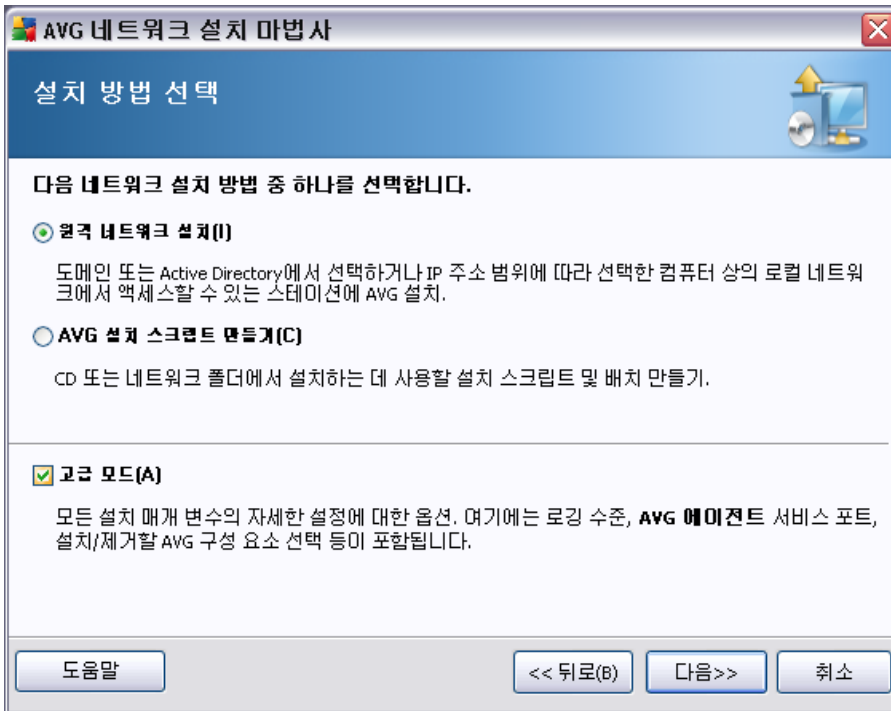 AVG 네트워크 설치 마법사
설치 방법 선택
다음 네트워크 설치 방법 중 하나를 선택합니다.
원격 네트워크 설치(I)
도메인 또는 Active Directory에서 선택하거나 IP 주소 범위에 따라 선택한 컴퓨터 상의 로컬 네트워
크에서 액세스할 수 있는 스테이션에 AVG 설치.
AVG 설치 스크립트 만들기(C)
CD 또는 네트워크 폴더에서 설치하는 데 사용할 설치 스크립트 및 배치 만들기.
고급 모드(A)
모든 설치 매개 변수의 자세한 설정에 대한 옵션. 여기에는 로깅 수준, AVG 에이전트 서비스 포트,
설치/제거할 AVG 구성 요소 선택 등이 포함됩니다.
도움말
<< 뒤로(B)
다음>>
취소